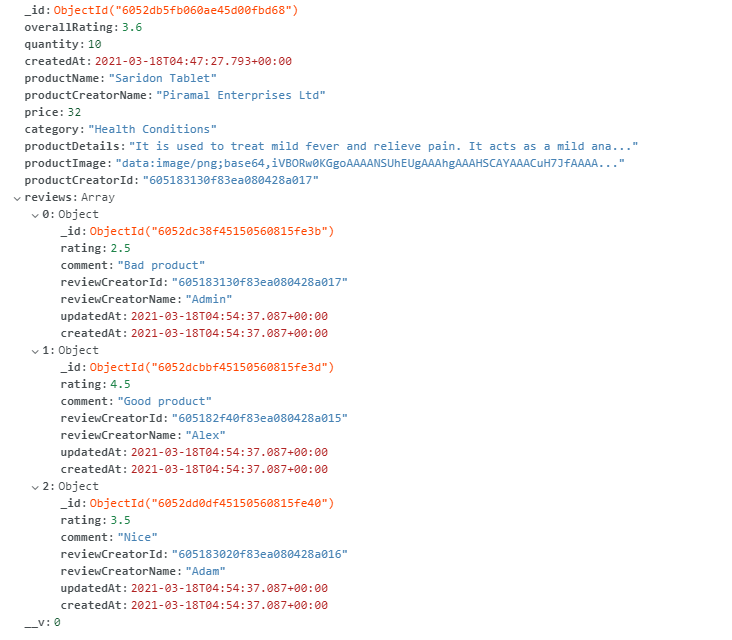 _id: ObjectId("6052db5fb060ae45d00fbd68")
overallRating: 3.6
quantity: 10
createdAt: 2021-03-18T04:47:27.793+00:00
productName: "Saridon Tablet"
productCreatorName: "Piramal Enterprises Ltd"
price: 32
category: "Health Conditions"
productDetails: "It is used to treat mild fever and relieve pain. It acts as a mild ana..."
productImage: "data:image/png;base64,iVBORw0KGgoAAAANSUhEUgAAAhgAAAHSCAYAAACuH7JfAAAA..."
productCreatorId: "605183130f83ea080428a017"
reviews: Array
0: Object
_id: ObjectId("6052dc38f45150560815fe3b")
rating: 2.5
comment: "Bad product"
reviewCreatorId: "605183130f83ea080428a017"
reviewCreatorName: "Admin"
updatedAt: 2021-03-18T04:54:37.087+00:00
createdAt: 2021-03-18T04:54:37.087+00:00
1: Object
_id: ObjectId("6052dcbbf45150560815fe3d")
rating: 4.5
comment: "Good product"
reviewCreatorId: "605182f40f83ea080428a015"
reviewCreatorName: "Alex"
updatedAt: 2021-03-18T04:54:37.087+00:00
createdAt: 2021-03-18T04:54:37.087+00:00
2: Object
_id: ObjectId("6052dd0df45150560815fe40")
rating: 3.5
comment: "Nice"
reviewCreatorId: "605183020f83ea080428a016"
reviewCreatorName: "Adam"
updatedAt: 2021-03-18T04:54:37.087+00:00
createdAt: 2021-03-18T04:54:37.087+00:00
__v: 0